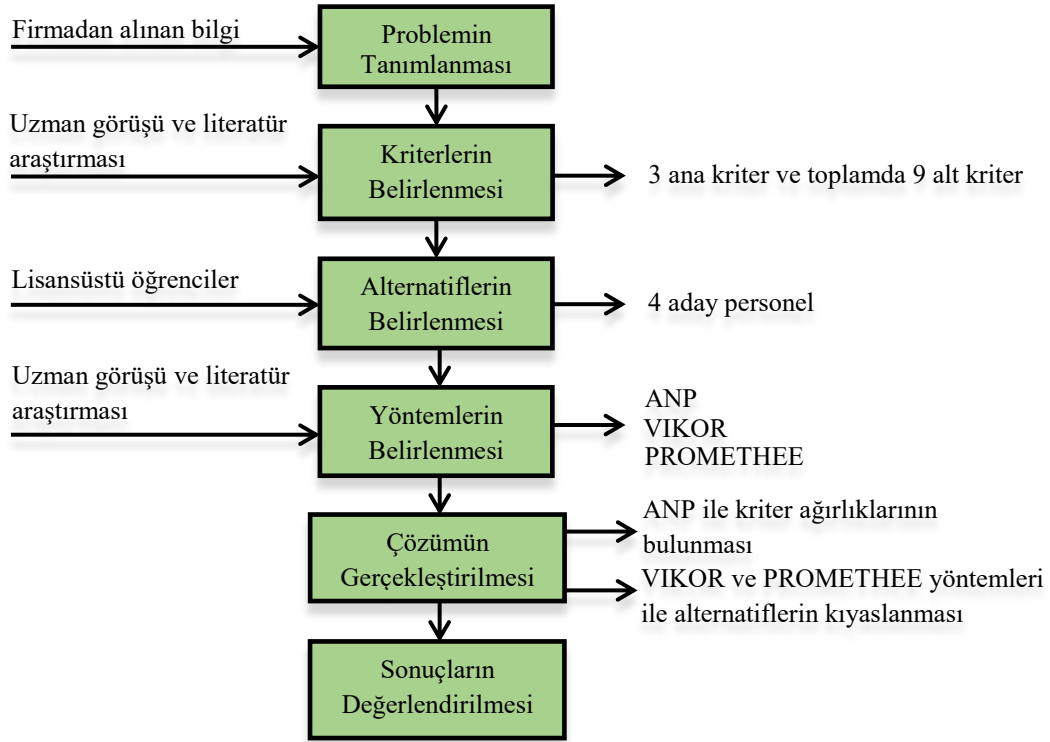 Firmadan alınan bilgi
Problemin
Tanımlanması
Uzman görüşü ve literatür
araştırması
Kriterlerin
Belirlenmesi
3 ana kriter ve toplamda 9 alt kriter
Lisansüstü öğrenciler
Alternatiflerin
Belirlenmesi
4 aday personel
Uzman görüşü ve literatür
araştırması
Yöntemlerin
Belirlenmesi
ANP
VIKOR
PROMETHEE
Çözümün
Gerçekleştirilmesi
ANP ile kriter ağırlıklarının
bulunması
VIKOR ve PROMETHEE yöntemleri
ile alternatiflerin kıyaslanması
Sonuçların
Değerlendirilmesi